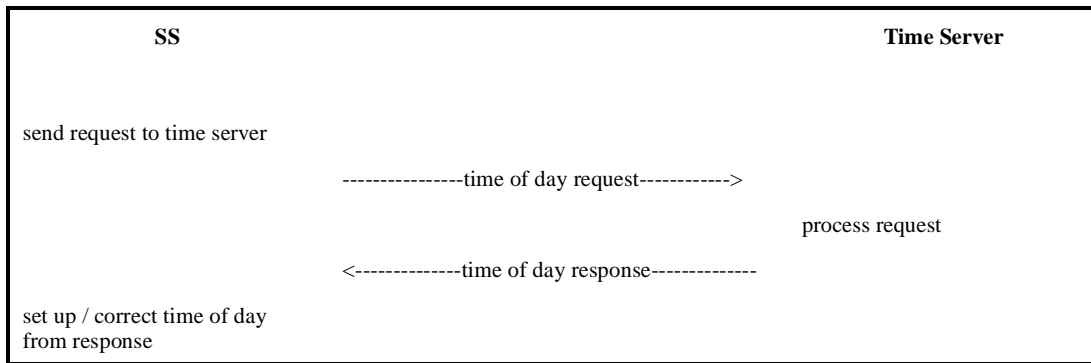 SS Time Server
send request to time server
----------------time of day request------------>
process request
<--------------time of day response--------------
set up / correct time of day
from response